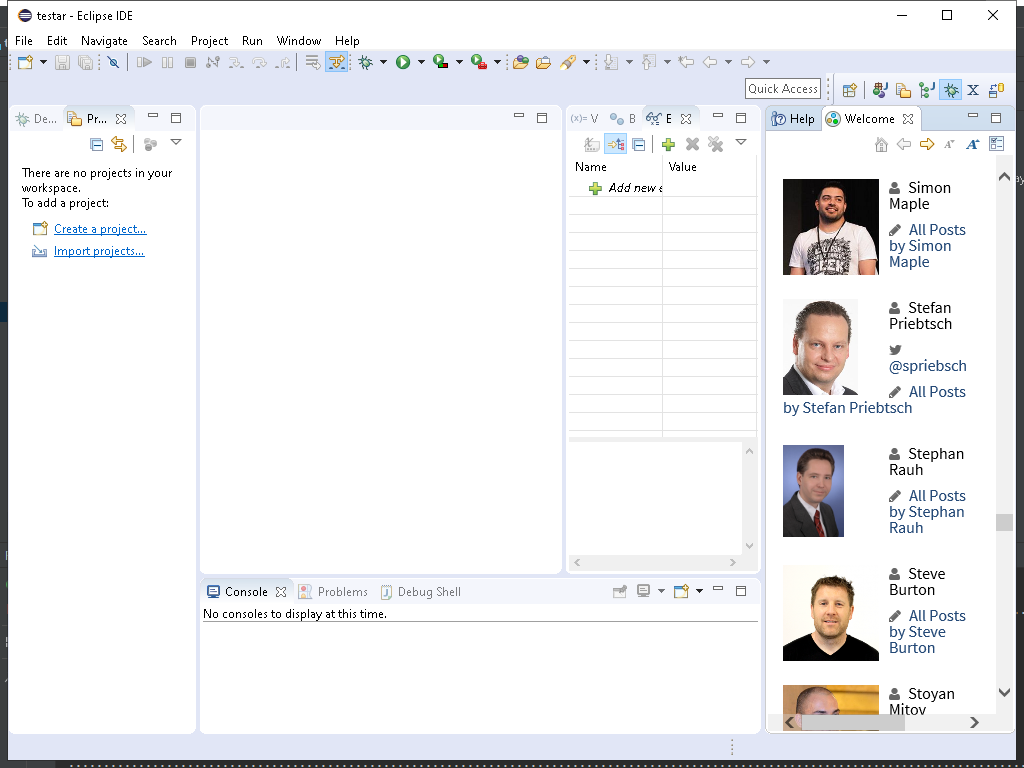 testar - Eclipse IDE
File Edit Navigate Search Project Run Window Help
Quick Access
De... Pr...
There are no projects in your
workspace.
To add a project:
Create a project...
Import projects...
(x)= V B E
Name Value
Add new e
Console Problems Debug Shell
No consoles to display at this time.
Help Welcome
Simon
Maple
All Posts
by Simon
Maple
Stefan
Priebtsch
@spriebsch
All Posts
by Stefan Priebtsch
Stephan
Rauh
All Posts
by Stephan
Rauh
Steve
Burton
All Posts
by Steve
Burton
Stoyan
Mitov